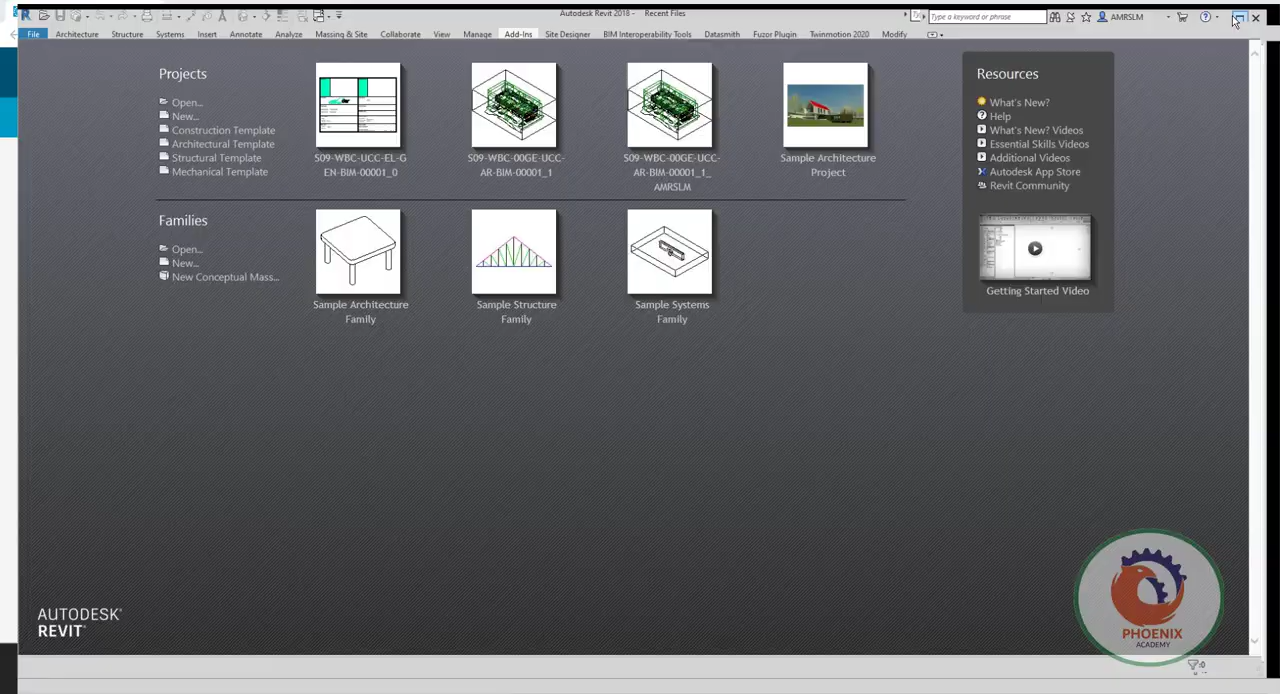 Autodesk Revit 2018 - Recent Files
Type a keyword or phrase
AMRSLM
File Architecture Structure Systems Insert Annotate Analyze Massing & Site Collaborate View Manage Add-Ins Site Designer BIM Interoperability Tools Datasmith Fuzor Plugin Twinmotion 2020 Modify
Projects
Open...
New...
Construction Template
Architectural Template
Structural Template
Mechanical Template
S09-WBC-UCC-EL-G
EN-BIM-00001_0
S09-WBC-00GE-UCC-
AR-BIM-00001_1
S09-WBC-00GE-UCC-
AR-BIM-00001_1_
AMRSLM
Sample Architecture
Project
Families
Open...
New...
New Conceptual Mass...
Sample Architecture
Family
Sample Structure
Family
Sample Systems
Family
Resources
What's New?
Help
What's New? Videos
Essential Skills Videos
Additional Videos
Autodesk App Store
Revit Community
Getting Started Video
AUTODESK®
REVIT®
PHOENIX
ACADEMY
:0